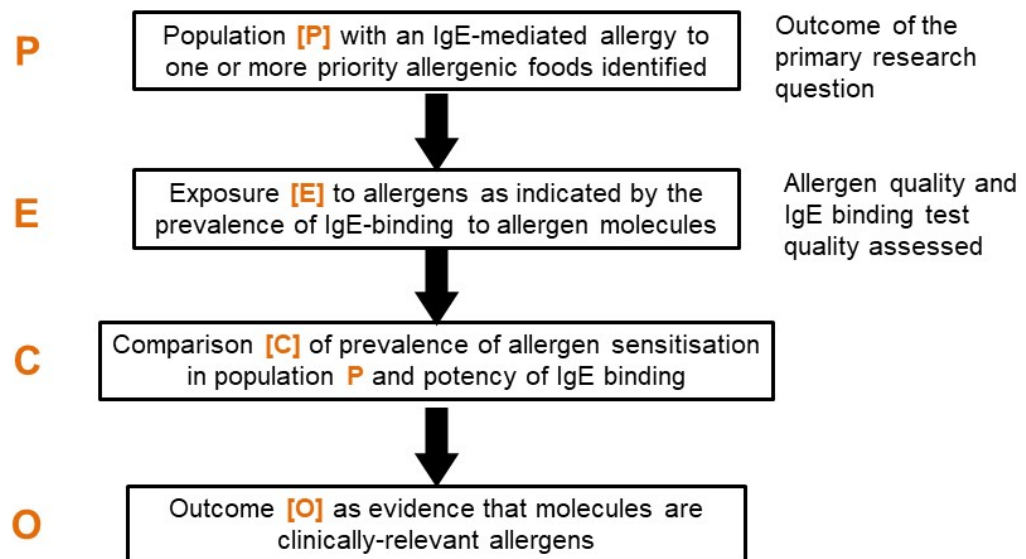 P
Population [P] with an IgE-mediated allergy to
one or more priority allergenic foods identified
Outcome of the
primary research
question
E
Exposure [E] to allergens as indicated by the
prevalence of IgE-binding to allergen molecules
Allergen quality and
IgE binding test
quality assessed
C
Comparison [C] of prevalence of allergen sensitisation
in population P and potency of IgE binding
O
Outcome [O] as evidence that molecules are
clinically-relevant allergens